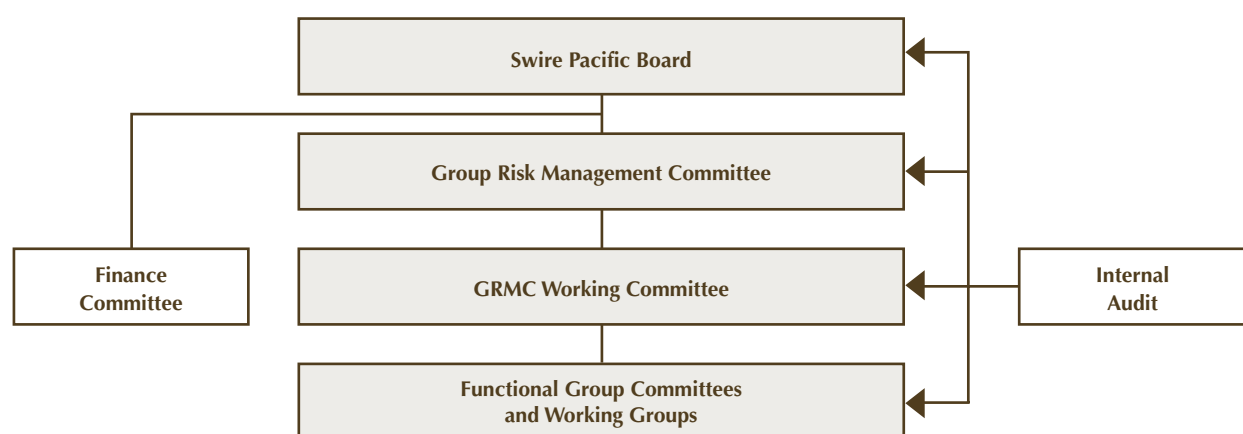 Swire Pacific Board
Group Risk Management Committee
Finance
Committee
GRMC Working Committee
Internal
Audit
Functional Group Committees
and Working Groups